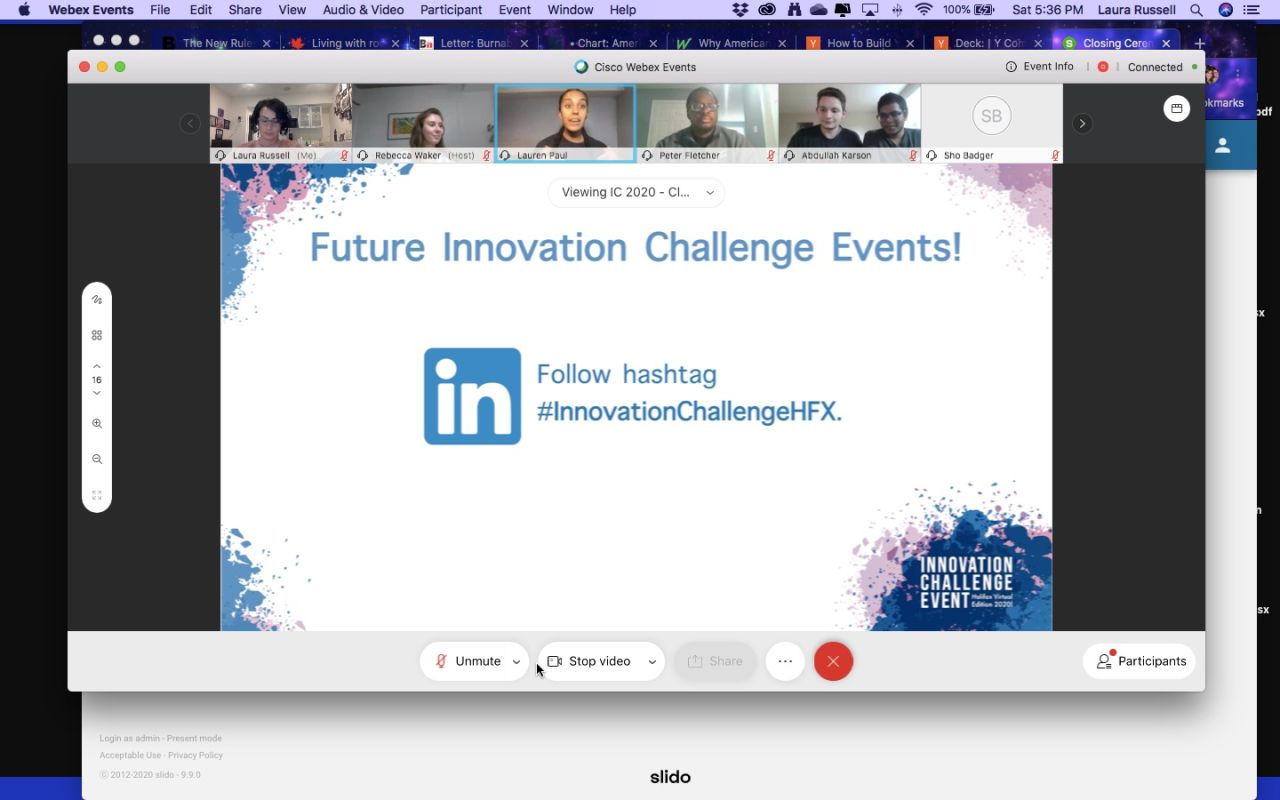 Webex Events File Edit Share View Audio & Video Participant Event Window Help 100% Sat 5:36 PM Laura Russell
The New Rule Living with ro Letter: Burnab • Chart: Amer Why American How to Build Deck: | Y Com Closing Cerem
Cisco Webex Events
Event Info
Connected
okmarks
pdf
SB
Laura Russell (Me)
Rebecca Waker (Host)
Lauren Paul
Peter Fletcher
Abdullah Karson
Sho Badger
Viewing IC 2020 - Cl...
Future Innovation Challenge Events!
16
Follow hashtag
#InnovationChallengeHFX.
in
INNOVATION
CHALLENGE
EVENT Halifax Virtual
Edition 2020!
Unmute
Stop video
Share
Participants
Login as admin - Present mode
Acceptable Use - Privacy Policy
© 2012-2020 slido - 9.9.0
slido